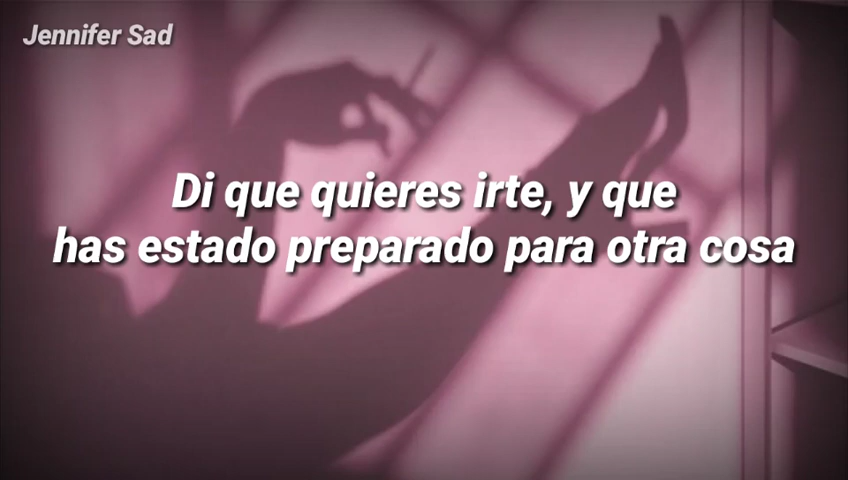 Jennifer Sad
Di que quieres irte, y que
has estado preparado para otra cosa